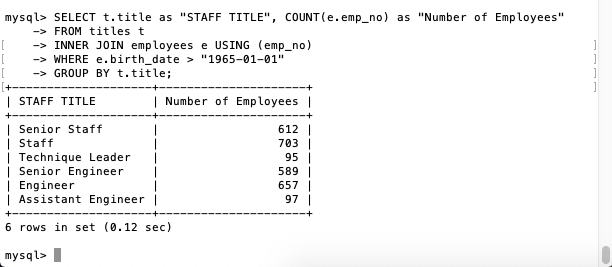 mysql> SELECT t.title as "STAFF TITLE", COUNT(e.emp_no) as "Number of Employees"
    -> FROM titles t
[    -> INNER JOIN employees e USING (emp_no)    ]
[    -> WHERE e.birth_date > "1965-01-01"    ]
[    -> GROUP BY t.title;    ]
+--------------------+---------------------+
| STAFF TITLE        | Number of Employees |
+--------------------+---------------------+
| Senior Staff       |                 612 |
| Staff              |                 703 |
| Technique Leader   |                  95 |
| Senior Engineer    |                 589 |
| Engineer           |                 657 |
| Assistant Engineer |                  97 |
+--------------------+---------------------+
6 rows in set (0.12 sec)
mysql>